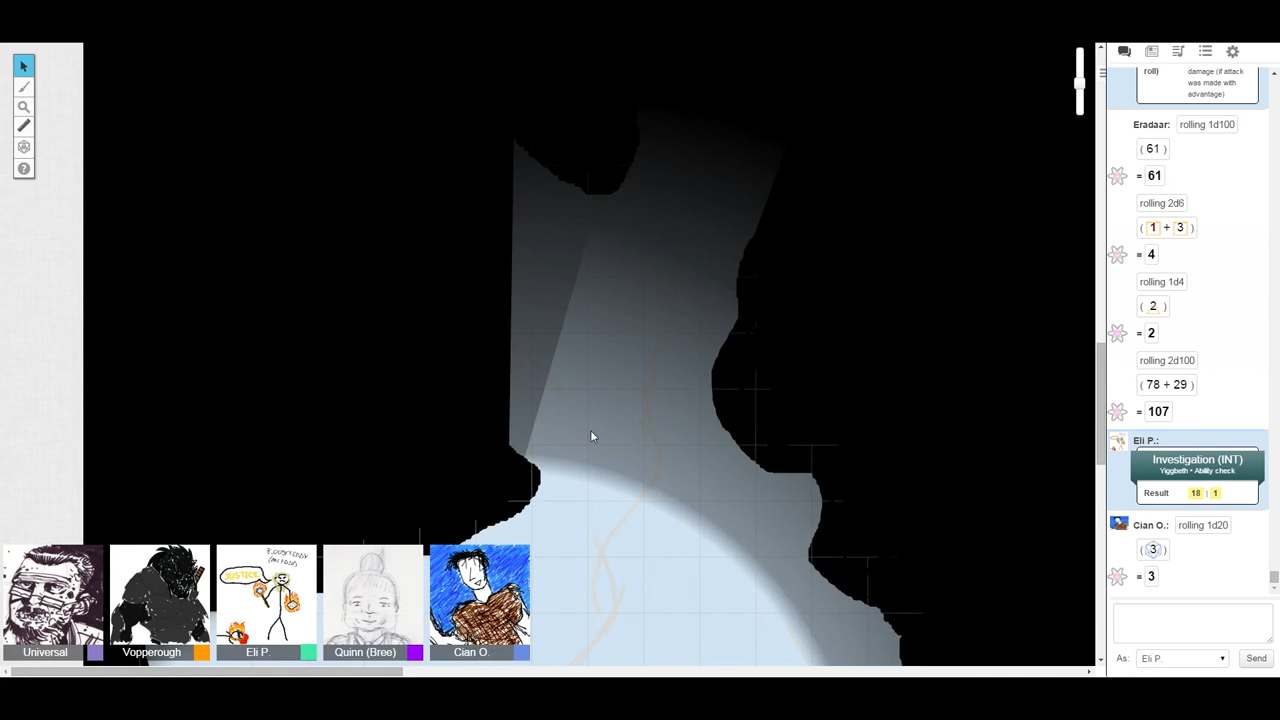 roll)
damage (if attack
was made with
advantage)
Eradaar:
rolling 1d100
( 61 )
= 61
rolling 2d6
( 1 + 3 )
= 4
rolling 1d4
( 2 )
= 2
rolling 2d100
( 78 + 29 )
= 107
Eli P.:
Investigation (INT)
Yiggbeth • Ability check
Result 18 | 1
Cian O.:
rolling 1d20
( 3 )
= 3
JUSTICE
Universal
Vopperough
Eli P.
Quinn (Bree)
Cian O.
As: Eli P.
Send